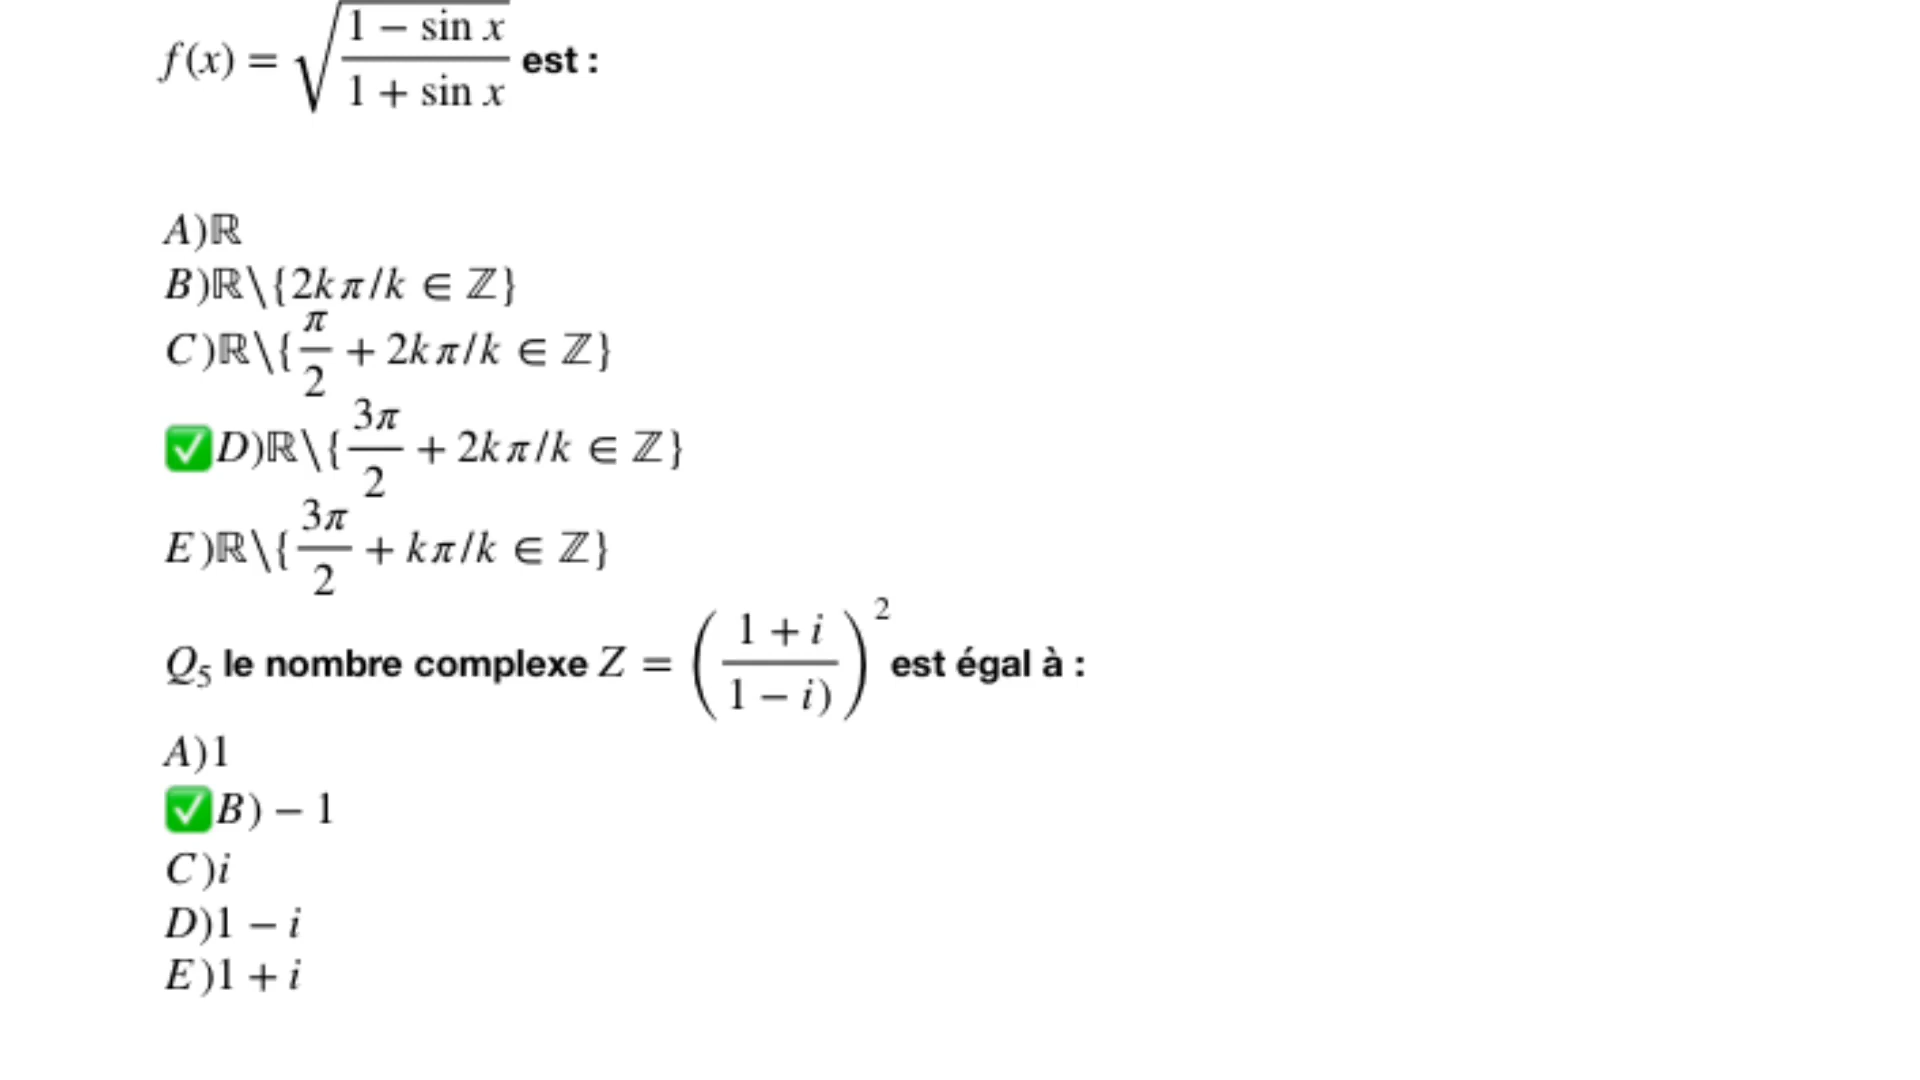 f(x) = √((1 − sin x)/(1 + sin x)) est :
A)ℝ
B)ℝ\{2kπ/k ∈ ℤ}
C)ℝ\{π/2 + 2kπ/k ∈ ℤ}
✅D)ℝ\{3π/2 + 2kπ/k ∈ ℤ}
E)ℝ\{3π/2 + kπ/k ∈ ℤ}
Q₅ le nombre complexe Z = ((1 + i)/(1 − i)))² est égal à :
A)1
✅B) − 1
C)i
D)1 − i
E)1 + i